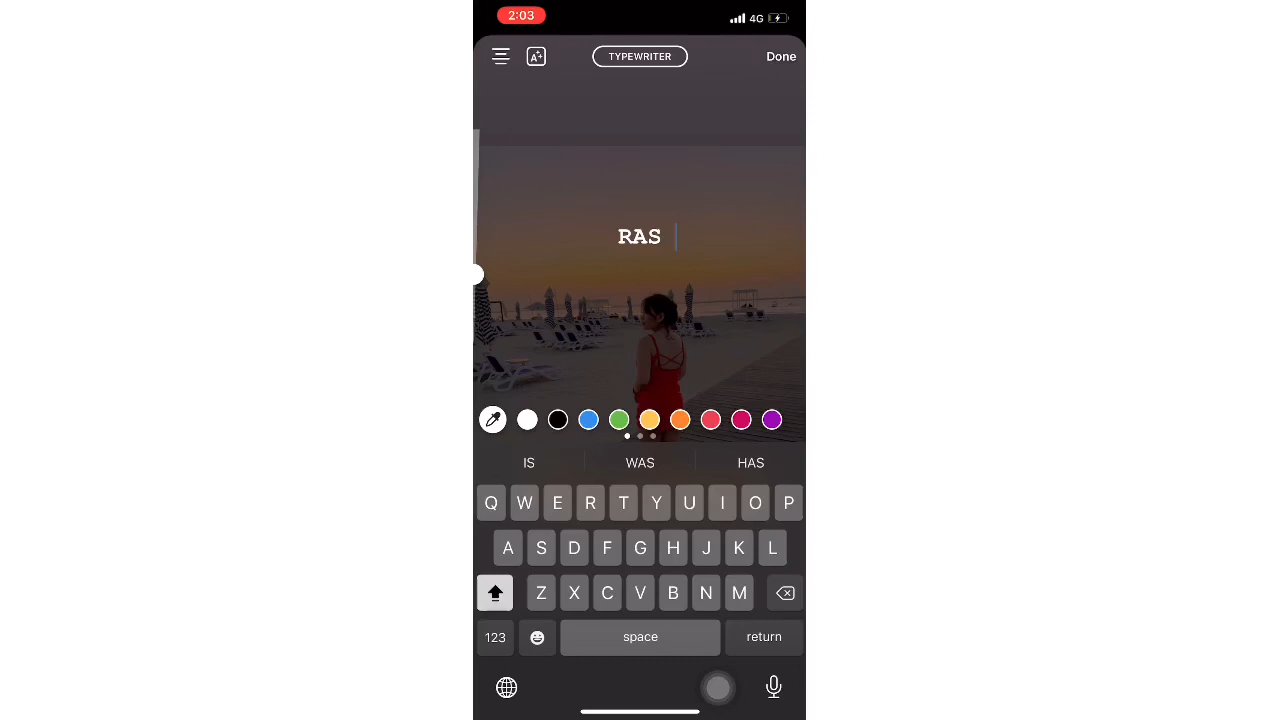 2:03
4G
A+
TYPEWRITER
Done
RAS
IS
WAS
HAS
Q W E R T Y U I O P
A S D F G H J K L
Z X C V B N M
123
space
return